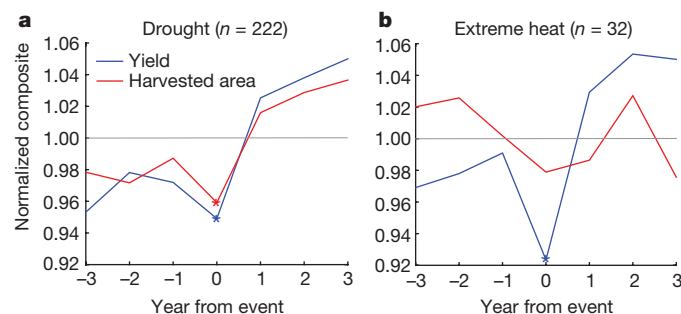 a
Drought (n = 222)
Normalized composite
1.06
1.04
1.02
1.00
0.98
0.96
0.94
0.92
Yield
Harvested area
*
*
−3 −2 −1 0 1 2 3
Year from event
b
Extreme heat (n = 32)
1.06
1.04
1.02
1.00
0.98
0.96
0.94
0.92
*
−3 −2 −1 0 1 2 3
Year from event